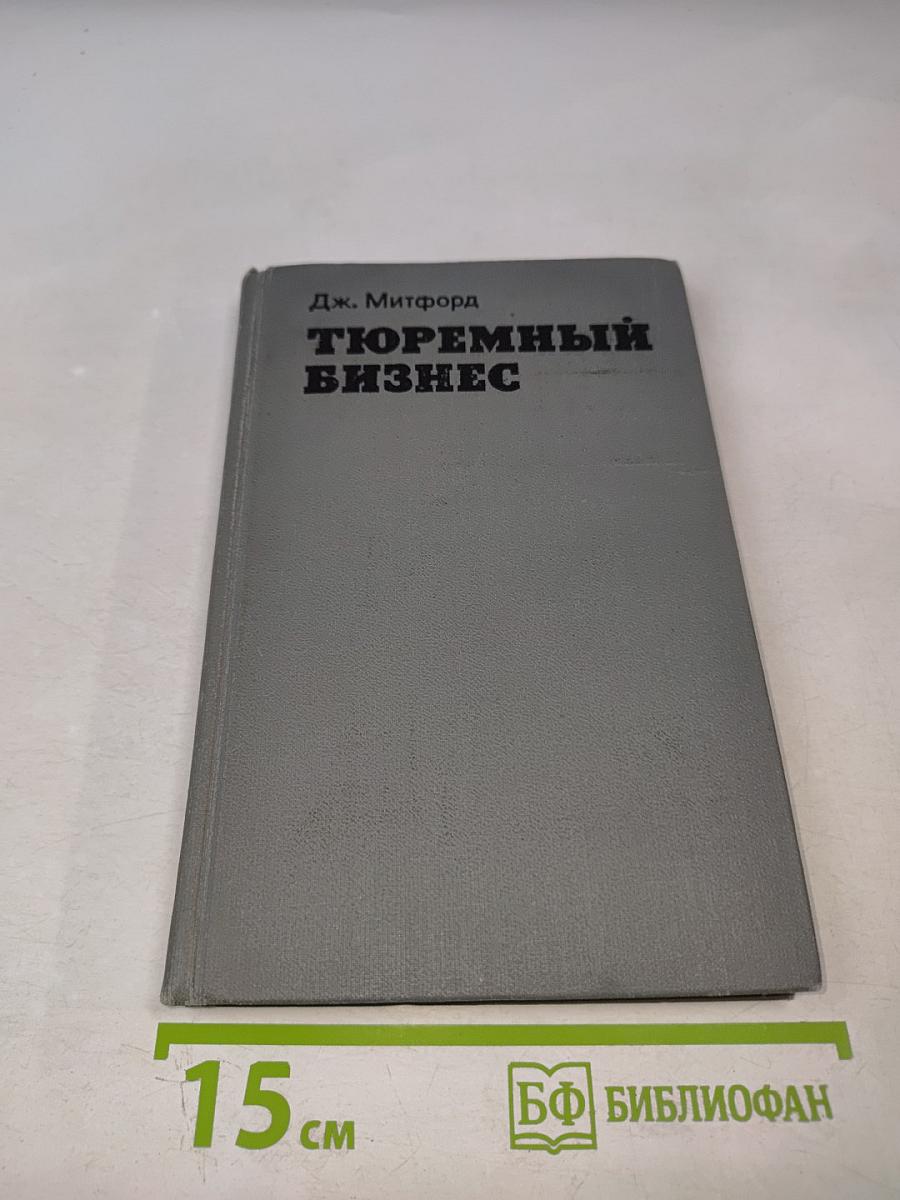 Дж. Митфорд
ТЮРЕМНЫЙ
БИЗНЕС
15 см
БФ БИБЛИОФАН